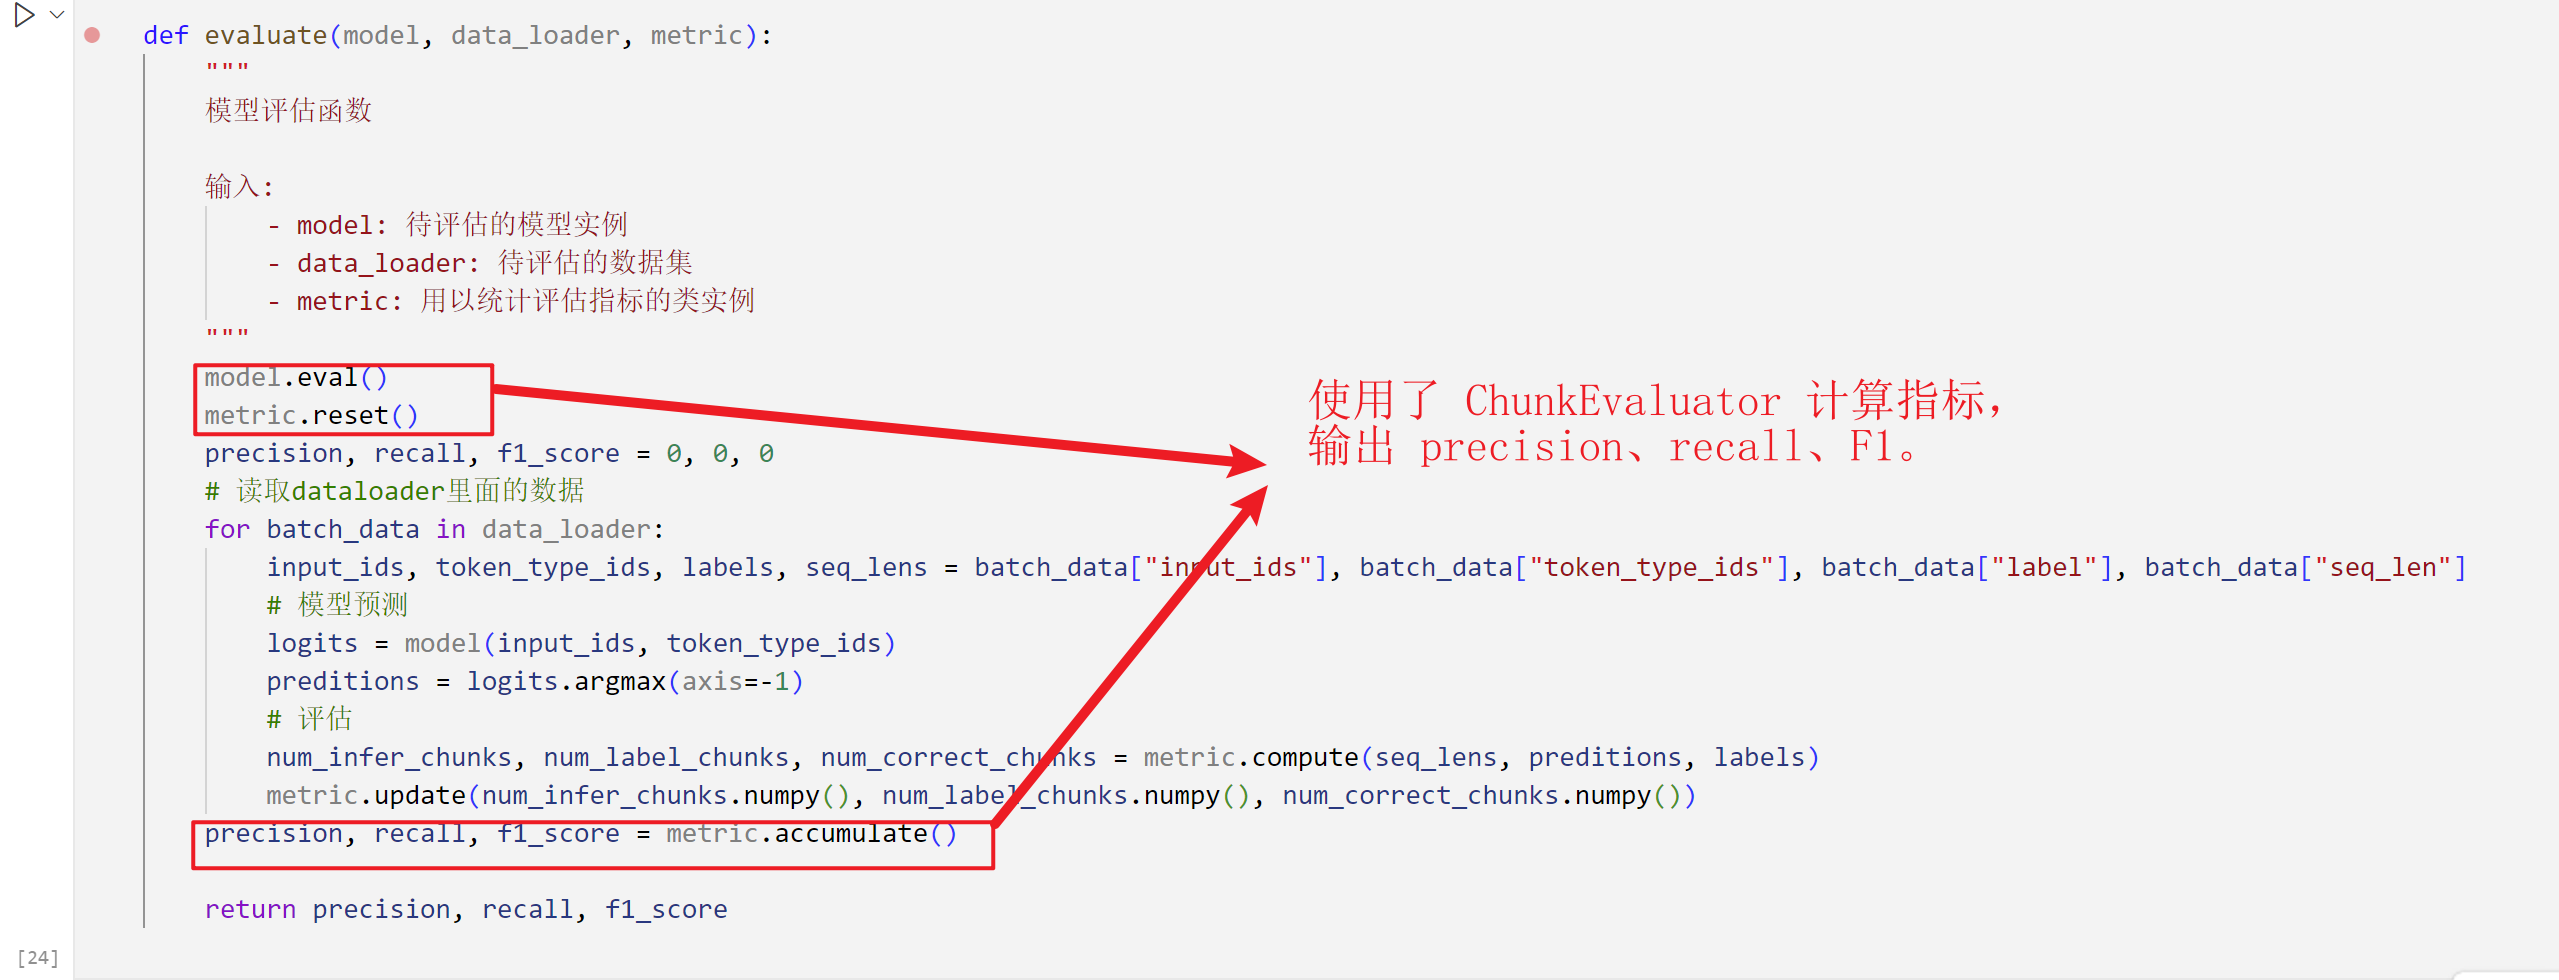 def evaluate(model, data_loader, metric):
"""
模型评估函数
输入:
- model: 待评估的模型实例
- data_loader: 待评估的数据集
- metric: 用以统计评估指标的类实例
"""
model.eval()
metric.reset()
precision, recall, f1_score = 0, 0, 0
使用了 ChunkEvaluator 计算指标,
输出 precision、recall、F1。
# 读取dataloader里面的数据
for batch_data in data_loader:
input_ids, token_type_ids, labels, seq_lens = batch_data["input_ids"], batch_data["token_type_ids"], batch_data["label"], batch_data["seq_len"]
# 模型预测
logits = model(input_ids, token_type_ids)
preditions = logits.argmax(axis=-1)
# 评估
num_infer_chunks, num_label_chunks, num_correct_chunks = metric.compute(seq_lens, preditions, labels)
metric.update(num_infer_chunks.numpy(), num_label_chunks.numpy(), num_correct_chunks.numpy())
precision, recall, f1_score = metric.accumulate()
return precision, recall, f1_score
[24]